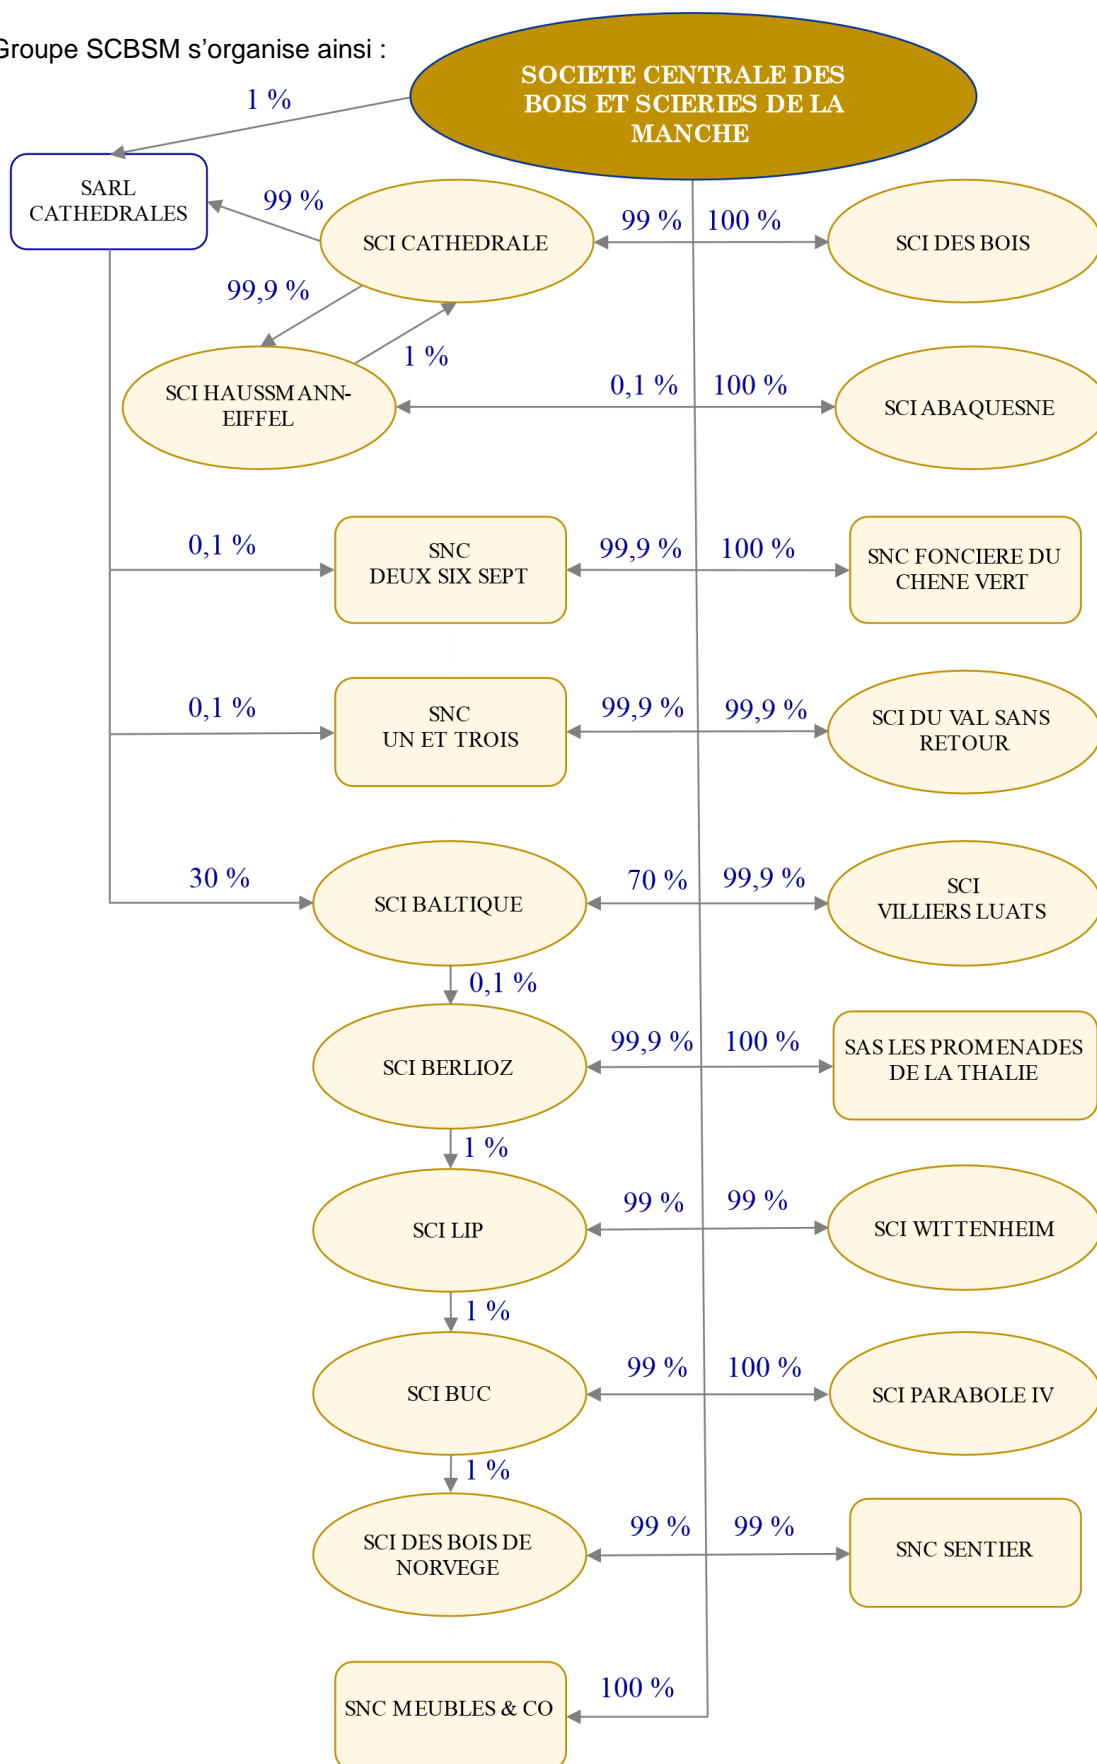 Groupe SCBSM s’organise ainsi :
SOCIETE CENTRALE DES
BOIS ET SCIERIES DE LA
MANCHE
1 %
SARL
CATHEDRALES
99 %
SCI CATHEDRALE
99 %
100 %
SCI DES BOIS
99,9 %
1 %
SCI HAUSSMANN-
EIFFEL
0,1 %
100 %
SCI ABAQUESNE
0,1 %
SNC
DEUX SIX SEPT
99,9 %
100 %
SNC FONCIERE DU
CHENE VERT
0,1 %
SNC
UN ET TROIS
99,9 %
99,9 %
SCI DU VAL SANS
RETOUR
30 %
SCI BALTIQUE
70 %
99,9 %
SCI
VILLIERS LUATS
0,1 %
SCI BERLIOZ
99,9 %
100 %
SAS LES PROMENADES
DE LA THALIE
1 %
SCI LIP
99 %
99 %
SCI WITTENHEIM
1 %
SCI BUC
99 %
100 %
SCI PARABOLE IV
1 %
SCI DES BOIS DE
NORVEGE
99 %
99 %
SNC SENTIER
SNC MEUBLES & CO
100 %